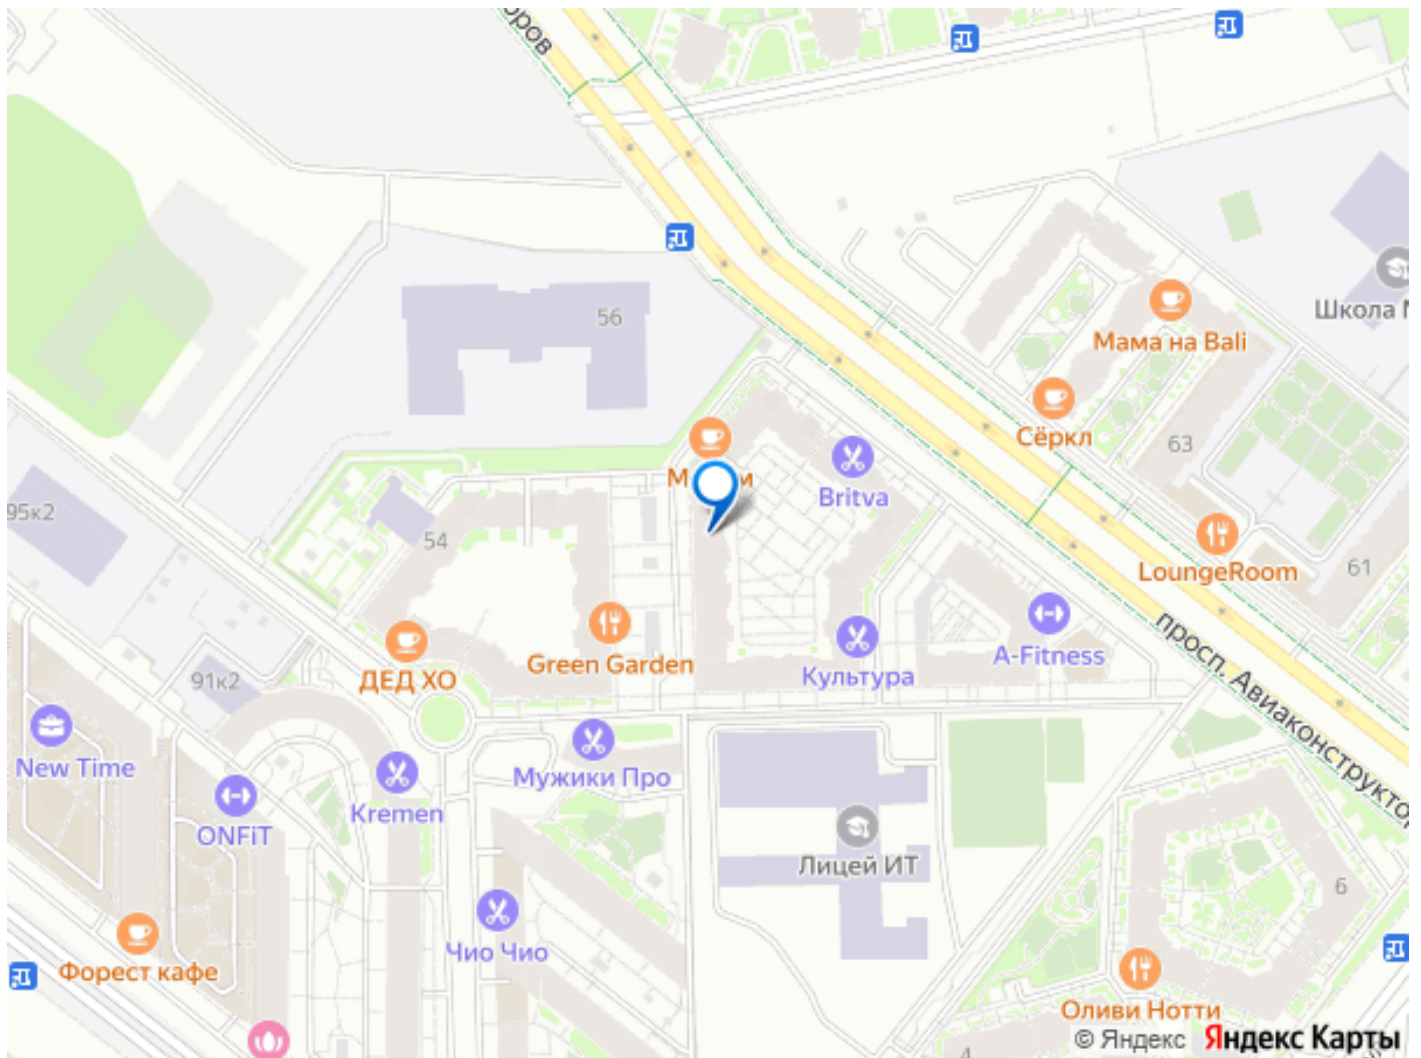 56
Школа
Мама на Bali
Сёркл
63
Britva
95к2
54
LoungeRoom
61
Green Garden
ДЕД ХО
A-Fitness
Культура
просп. Авиаконструкто
91к2
New Time
Мужики Про
Kremen
ONFiT
Лицей ИТ
6
Чио Чио
Форест кафе
Оливи Нотти
4
© Яндекс Яндекс Карты